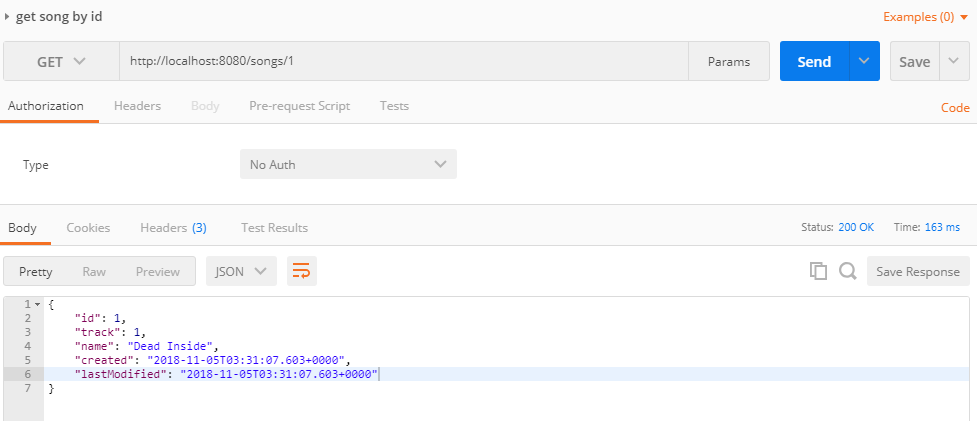 get song by id Examples (0)
GET http://localhost:8080/songs/1 Params Send Save
Authorization Headers Body Pre-request Script Tests Code
Type No Auth
Body Cookies Headers (3) Test Results Status: 200 OK Time: 163 ms
Pretty Raw Preview JSON Save Response
1 {
2 "id": 1,
3 "track": 1,
4 "name": "Dead Inside",
5 "created": "2018-11-05T03:31:07.603+0000",
6 "lastModified": "2018-11-05T03:31:07.603+0000"
7 }